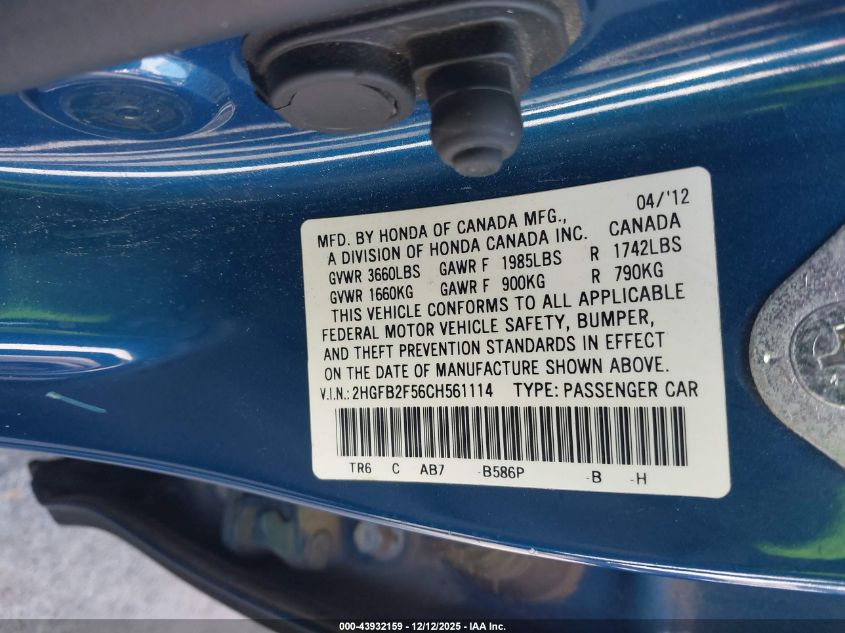 04/'12
MFD. BY HONDA OF CANADA MFG.,
A DIVISION OF HONDA CANADA INC. CANADA
GVWR 3660LBS GAWR F 1985LBS R 1742LBS
GVWR 1660KG GAWR F 900KG R 790KG
THIS VEHICLE CONFORMS TO ALL APPLICABLE
FEDERAL MOTOR VEHICLE SAFETY, BUMPER,
AND THEFT PREVENTION STANDARDS IN EFFECT
ON THE DATE OF MANUFACTURE SHOWN ABOVE.
V.I.N.: 2HGFB2F56CH561114 TYPE: PASSENGER CAR
TR6 C AB7 -B586P -B -H
000-43932159 - 12/12/2025 - IAA Inc.